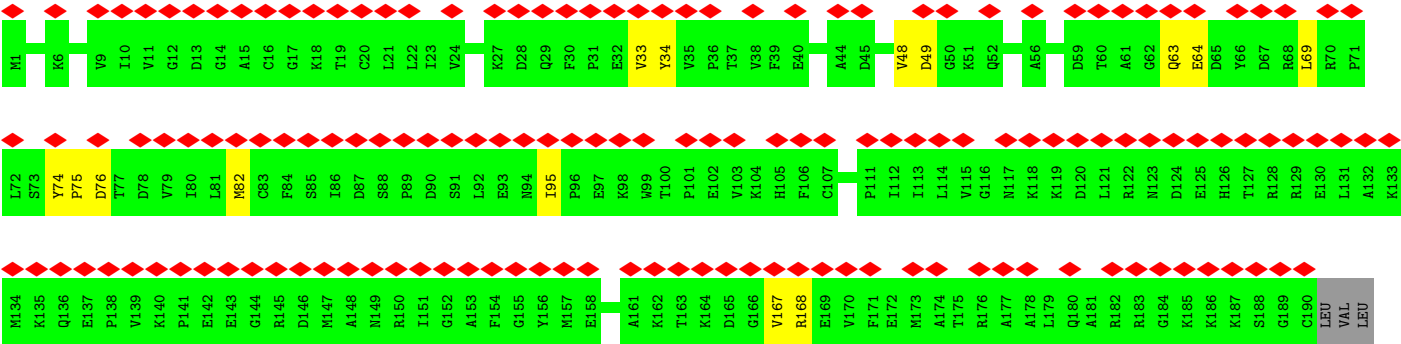 M1 K6 V9 I10 V11 G12 D13 G14 A15 C16 G17 K18 T19 C20 L21 L22 I23 V24 K27 D28 Q29 F30 P31 E32 V33 Y34 V35 P36 T37 V38 F39 E40 A44 D45 V48 D49 G50 K51 Q52 A56 D59 T60 A61 G62 Q63 E64 D65 Y66 D67 R68 L69 R70 P71
L72 S73 Y74 P75 D76 T77 D78 V79 I80 L81 M82 C83 F84 S85 I86 D87 S88 P89 D90 S91 L92 E93 N94 I95 P96 E97 K98 W99 T100 P101 E102 V103 K104 H105 F106 C107 P111 I112 I113 L114 V115 G116 N117 K118 K119 D120 L121 R122 N123 D124 E125 H126 T127 R128 R129 E130 L131 A132 K133
M134 K135 Q136 E137 P138 V139 K140 P141 E142 E143 G144 R145 D146 M147 A148 N149 R150 I151 G152 A153 F154 G155 Y156 M157 E158 A161 K162 T163 K164 D165 G166 V167 R168 E169 V170 F171 E172 M173 A174 T175 R176 A177 A178 L179 Q180 A181 R182 R183 G184 K185 K186 K187 S188 G189 C190 LEU VAL LEU